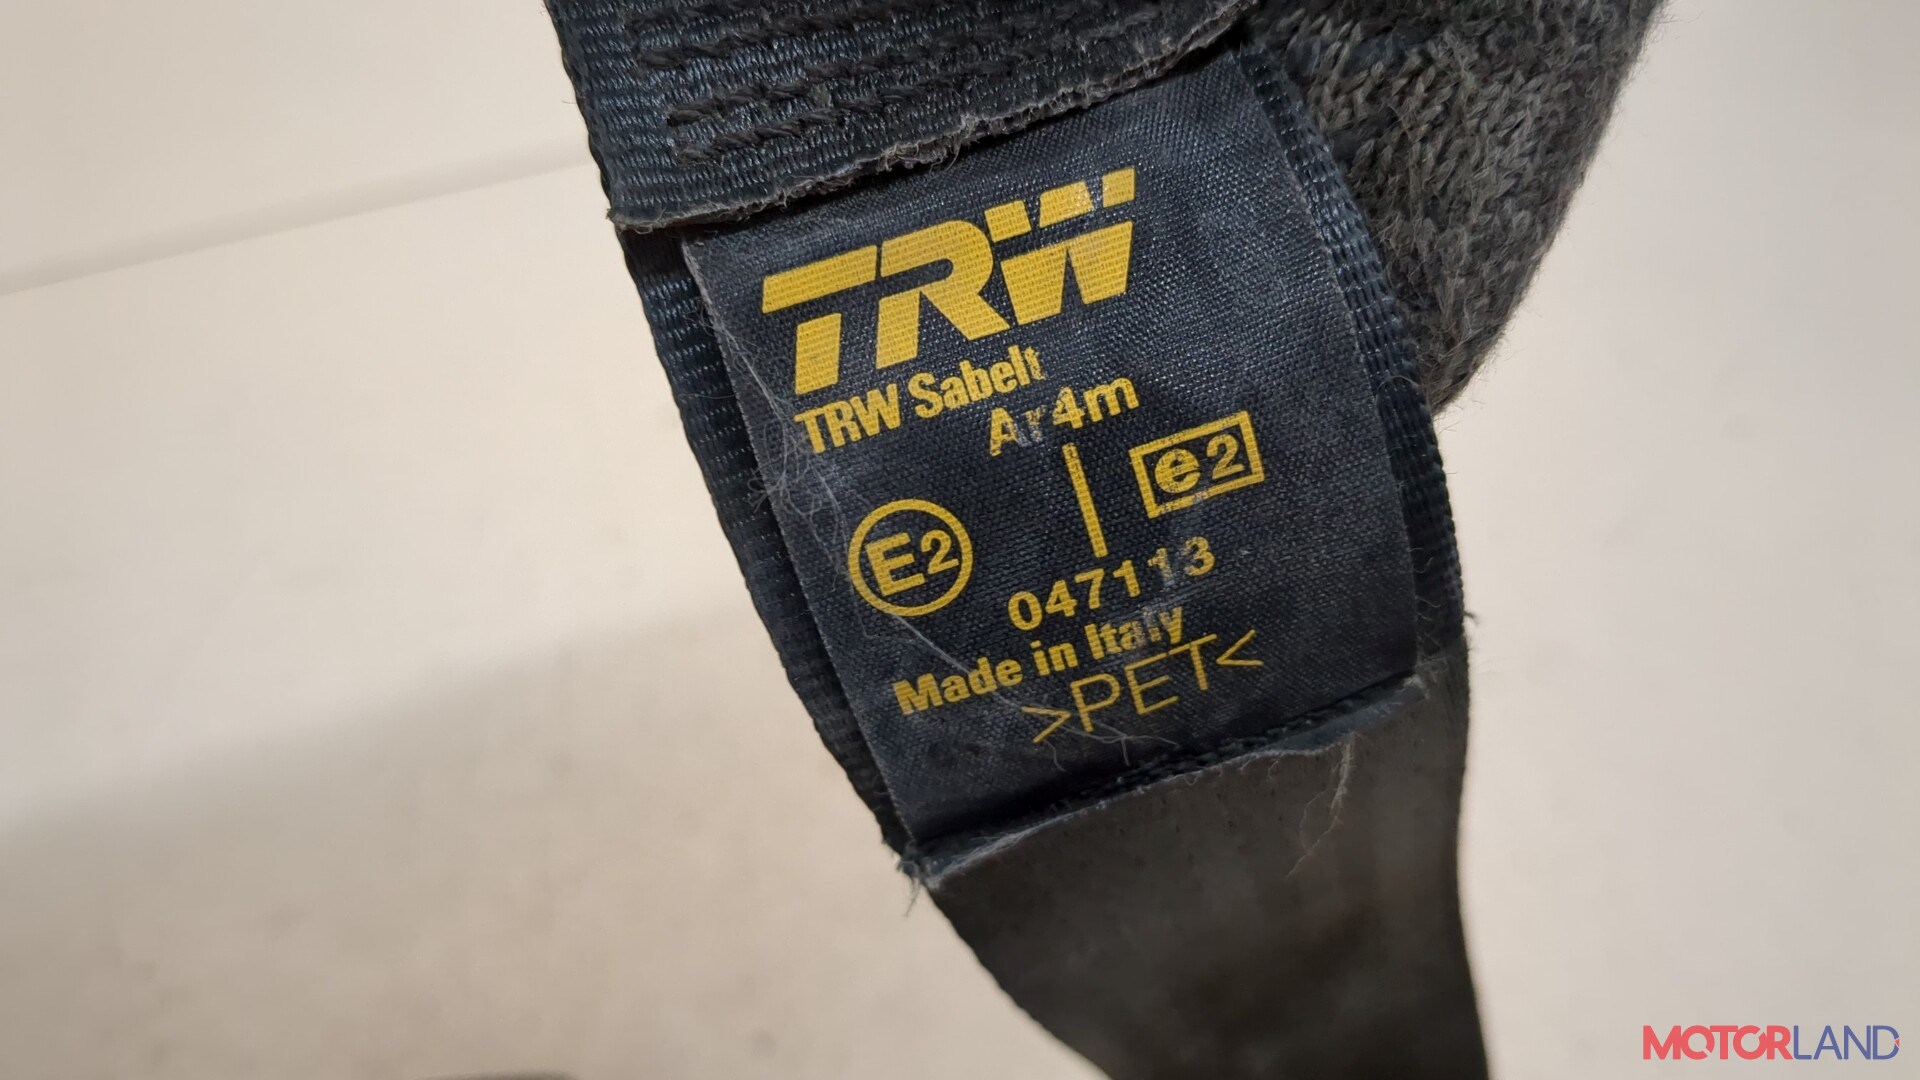 TRW
TRW Sabelt
Ar4m
E2
e2
047113
Made in Italy
>PET<
MOTORLAND